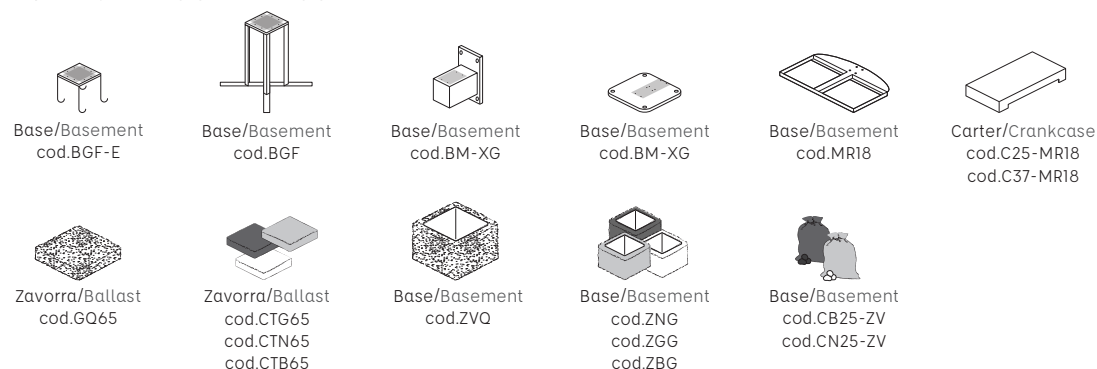 Base/Basement
cod.BGF-E
Base/Basement
cod.BGF
Base/Basement
cod.BM-XG
Base/Basement
cod.BM-XG
Base/Basement
cod.MR18
Carter/Crankcase
cod.C25-MR18
cod.C37-MR18
Zavorra/Ballast
cod.GQ65
Zavorra/Ballast
cod.CTG65
cod.CTN65
cod.CTB65
Base/Basement
cod.ZVQ
Base/Basement
cod.ZNG
cod.ZGG
cod.ZBG
Base/Basement
cod.CB25-ZV
cod.CN25-ZV